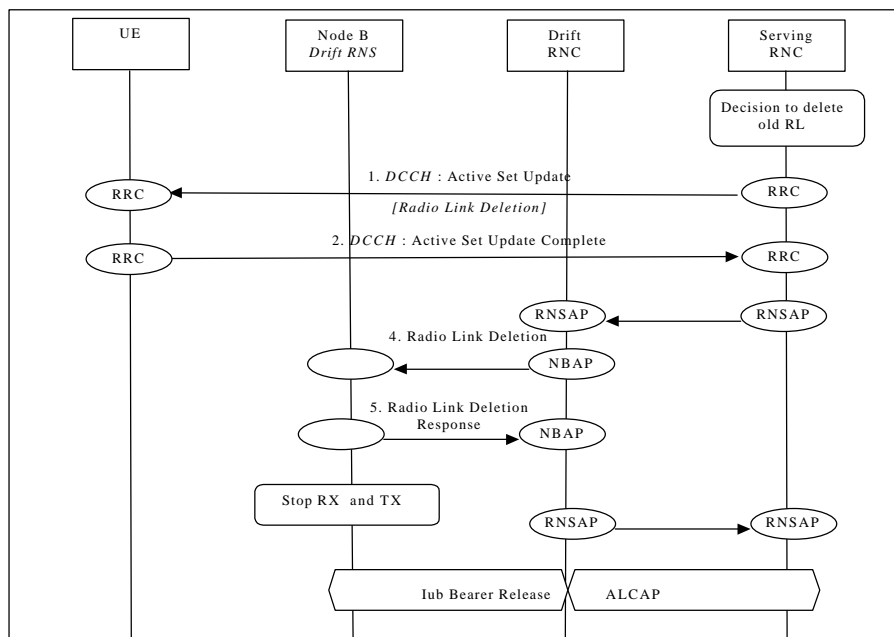 UE
Node B
Drift RNS
Drift
RNC
Serving
RNC
Decision to delete
old RL
1. DCCH : Active Set Update
RRC
RRC
[Radio Link Deletion]
2. DCCH : Active Set Update Complete
RRC
RRC
RNSAP
RNSAP
4. Radio Link Deletion
NBAP
5. Radio Link Deletion
Response
NBAP
Stop RX and TX
RNSAP
RNSAP
Iub Bearer Release
ALCAP